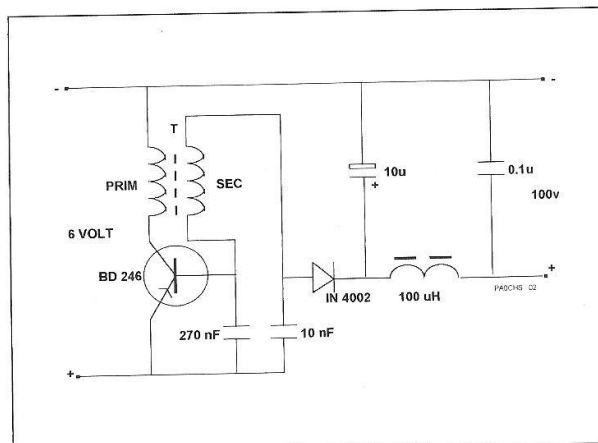 -
-
T
PRIM
SEC
10u
+
0.1u
100v
6 VOLT
BD 246
IN 4002
100 uH
+
PA0CHS 02
270 nF
10 nF
+